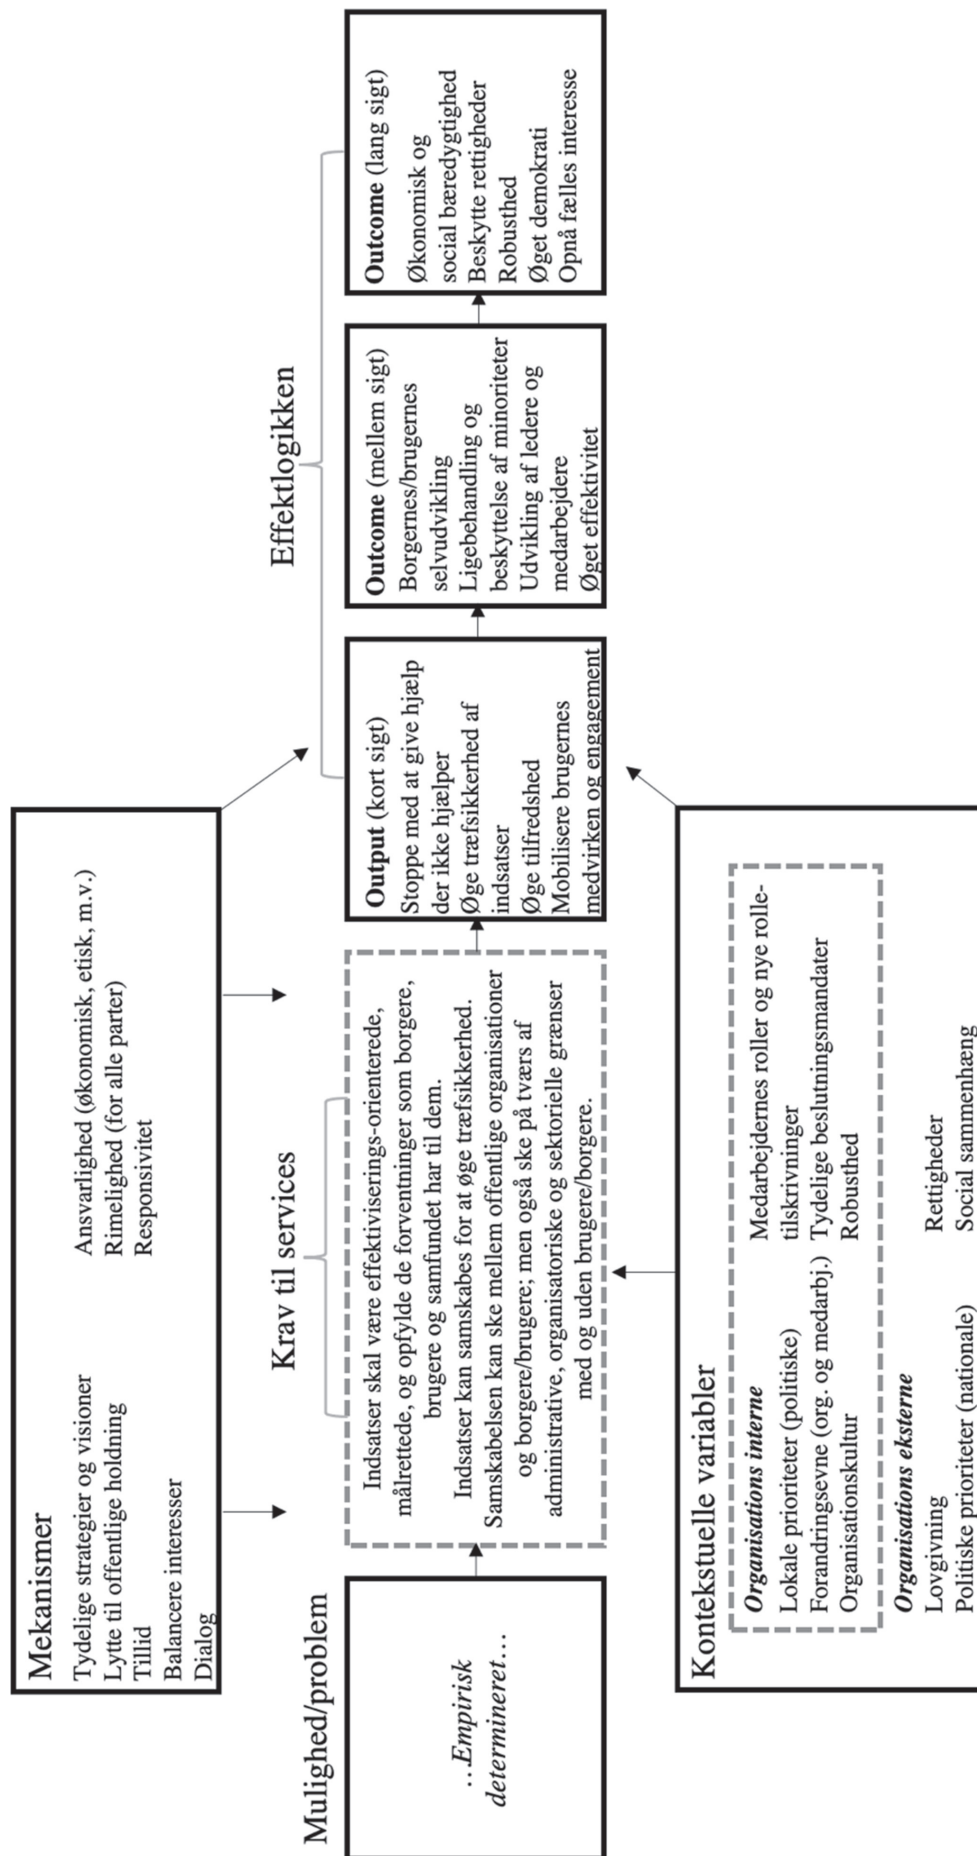 Mekanismer
Tydelige strategier og visioner
Lytte til offentlige holdning
Tillid
Balancere interesser
Dialog
Ansvarlighed (økonomisk, etisk, m.v.)
Rimelighed (for alle parter)
Responsivitet
Mulighed/problem
…Empirisk
determineret…
Krav til services
Indsatser skal være effektiviserings-orienterede,
målrettede, og opfylde de forventninger som borgere,
brugere og samfundet har til dem.
Indsatser kan samskabes for at øge træfsikkerhed.
Samskabelsen kan ske mellem offentlige organisationer
og borgere/brugere; men også ske på tværs af
administrative, organisatoriske og sektorielle grænser
med og uden brugere/borgere.
Effektlogikken
Output (kort sigt)
Stoppe med at give hjælp
der ikke hjælper
Øge træfsikkerhed af
indsatser
Øge tilfredshed
Mobilisere brugernes
medvirken og engagement
Outcome (mellem sigt)
Borgernes/brugernes
selvudvikling
Ligebehandling og
beskyttelse af minoriteter
Udvikling af ledere og
medarbejdere
Øget effektivitet
Outcome (lang sigt)
Økonomisk og
social bæredygtighed
Beskytte rettigheder
Robusthed
Øget demokrati
Opnå fælles interesse
Kontekstuelle variabler
Organisations interne
Lokale prioriteter (politiske)
Forandringsevne (org. og medarbj.)
Organisationskultur
Medarbejdernes roller og nye rolle-
tilskrivninger
Tydelige beslutningsmandater
Robusthed
Organisations eksterne
Lovgivning
Politiske prioriteter (nationale)
Rettigheder
Social sammenhæng